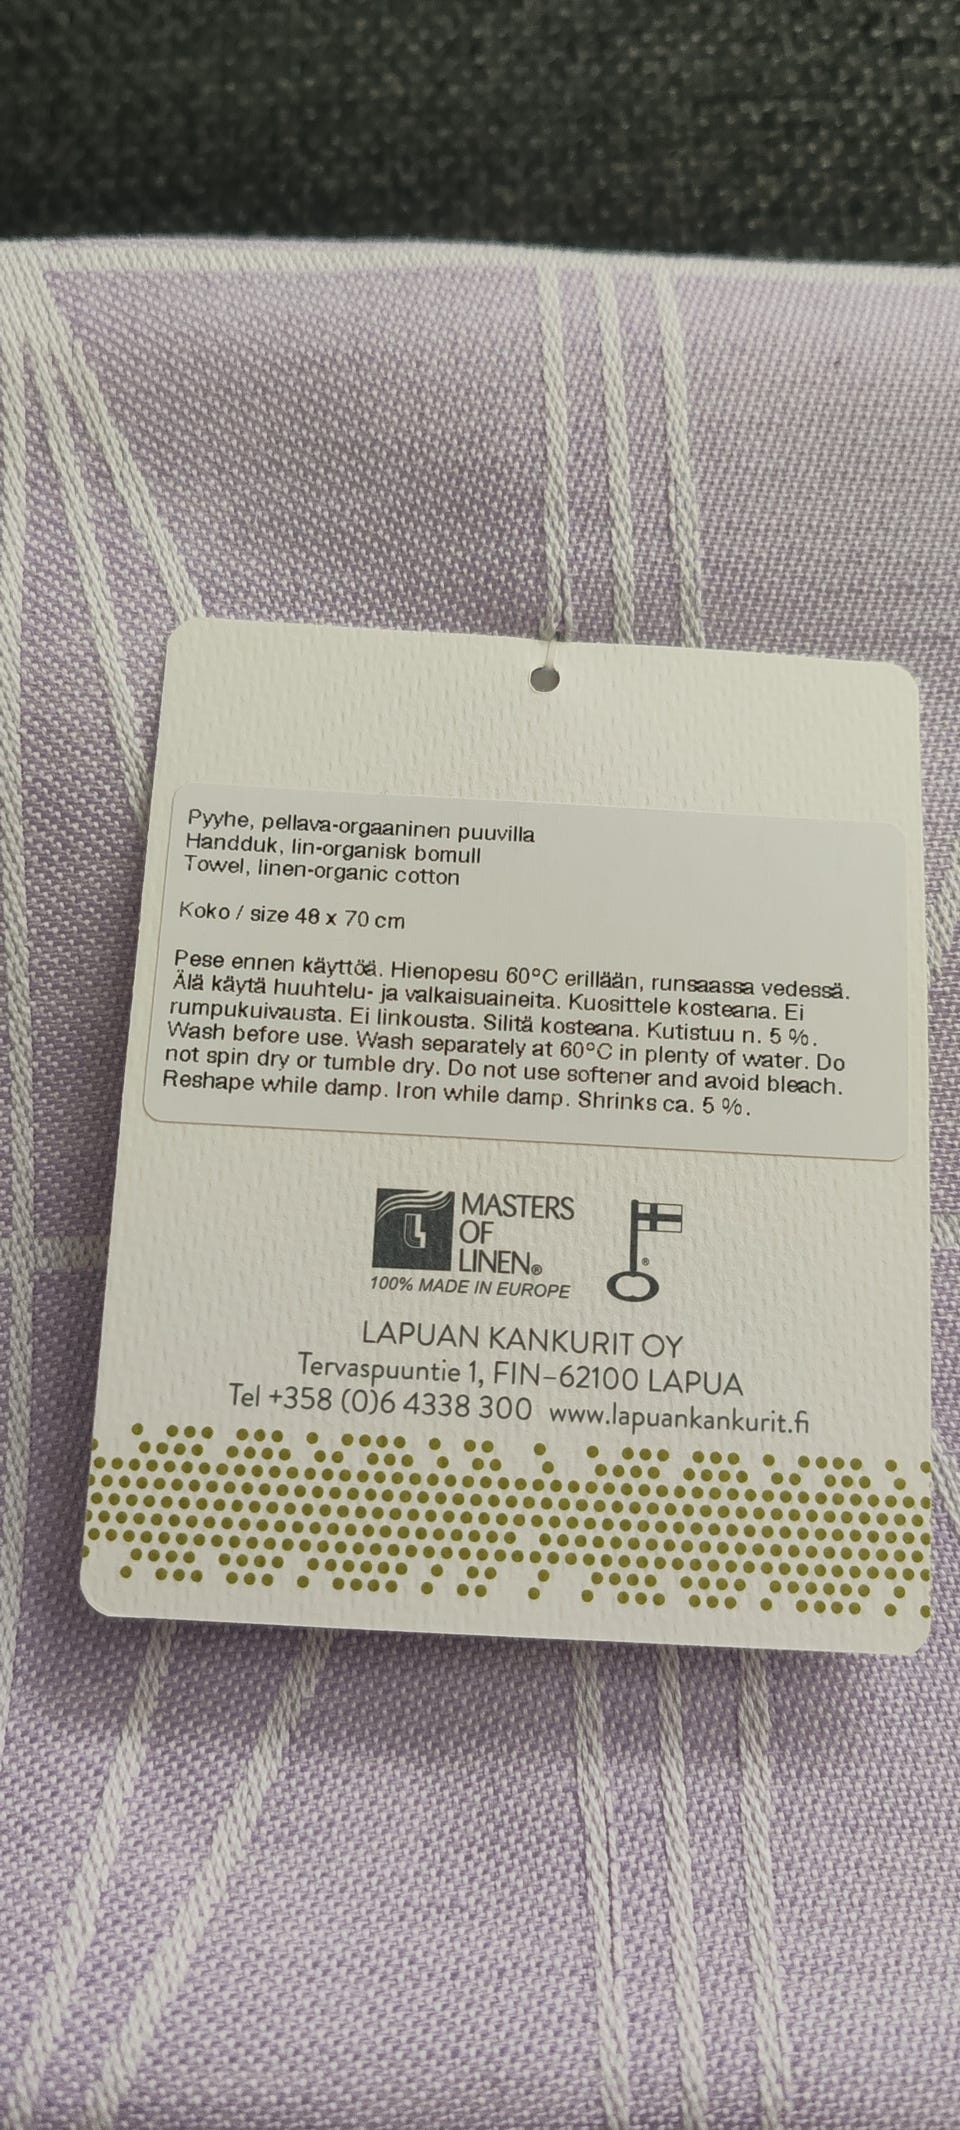 Pyyhe, pellava-orgaaninen puuvilla
Handduk, lin-organisk bomull
Towel, linen-organic cotton
Koko / size 48 x 70 cm
Pese ennen käyttöä. Hienopesu 60°C erillään, runsaassa vedessä.
Älä käytä huuhtelu- ja valkaisuaineita. Kuosittele kosteana. Ei
rumpukuivausta. Ei linkousta. Silitä kosteana. Kutistuu n. 5 %.
Wash before use. Wash separately at 60°C in plenty of water. Do
not spin dry or tumble dry. Do not use softener and avoid bleach.
Reshape while damp. Iron while damp. Shrinks ca. 5 %.
MASTERS
OF
LINEN®
100% MADE IN EUROPE
®
LAPUAN KANKURIT OY
Tervaspuuntie 1, FIN-62100 LAPUA
Tel +358 (0)6 4338 300 www.lapuankankurit.fi